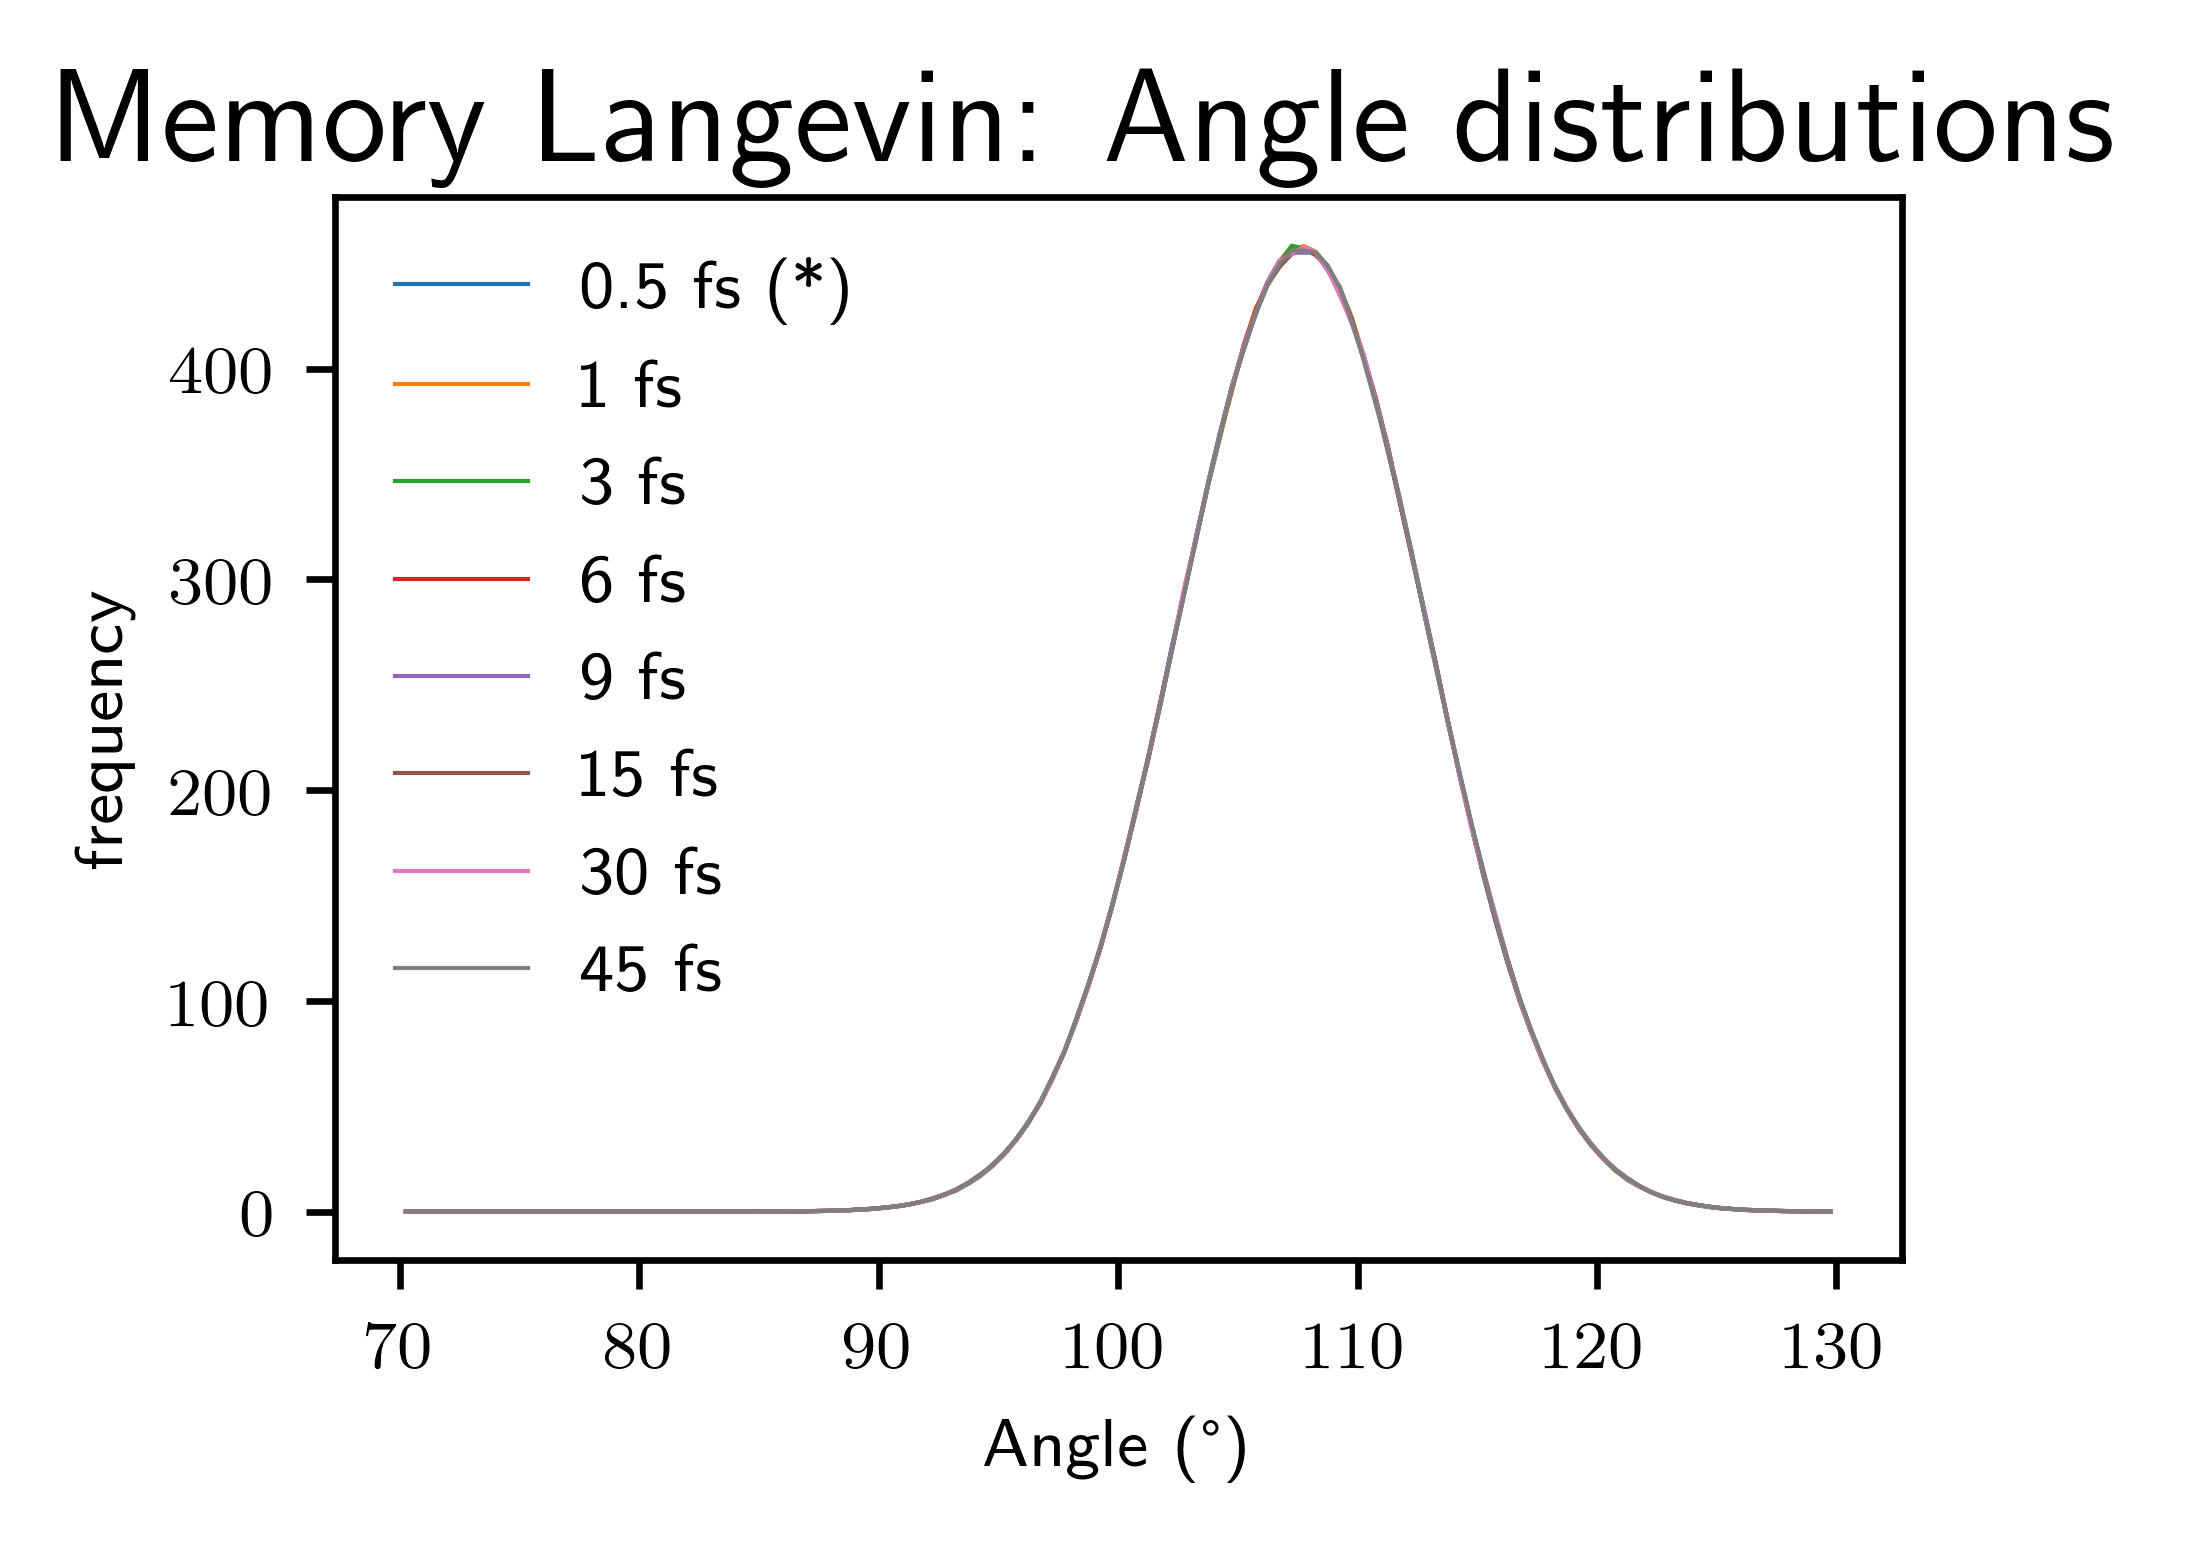 Memory Langevin: Angle distributions
0.5 fs (*)
1 fs
3 fs
6 fs
9 fs
15 fs
30 fs
45 fs
400
300
200
100
0
frequency
70 80 90 100 110 120 130
Angle (°)